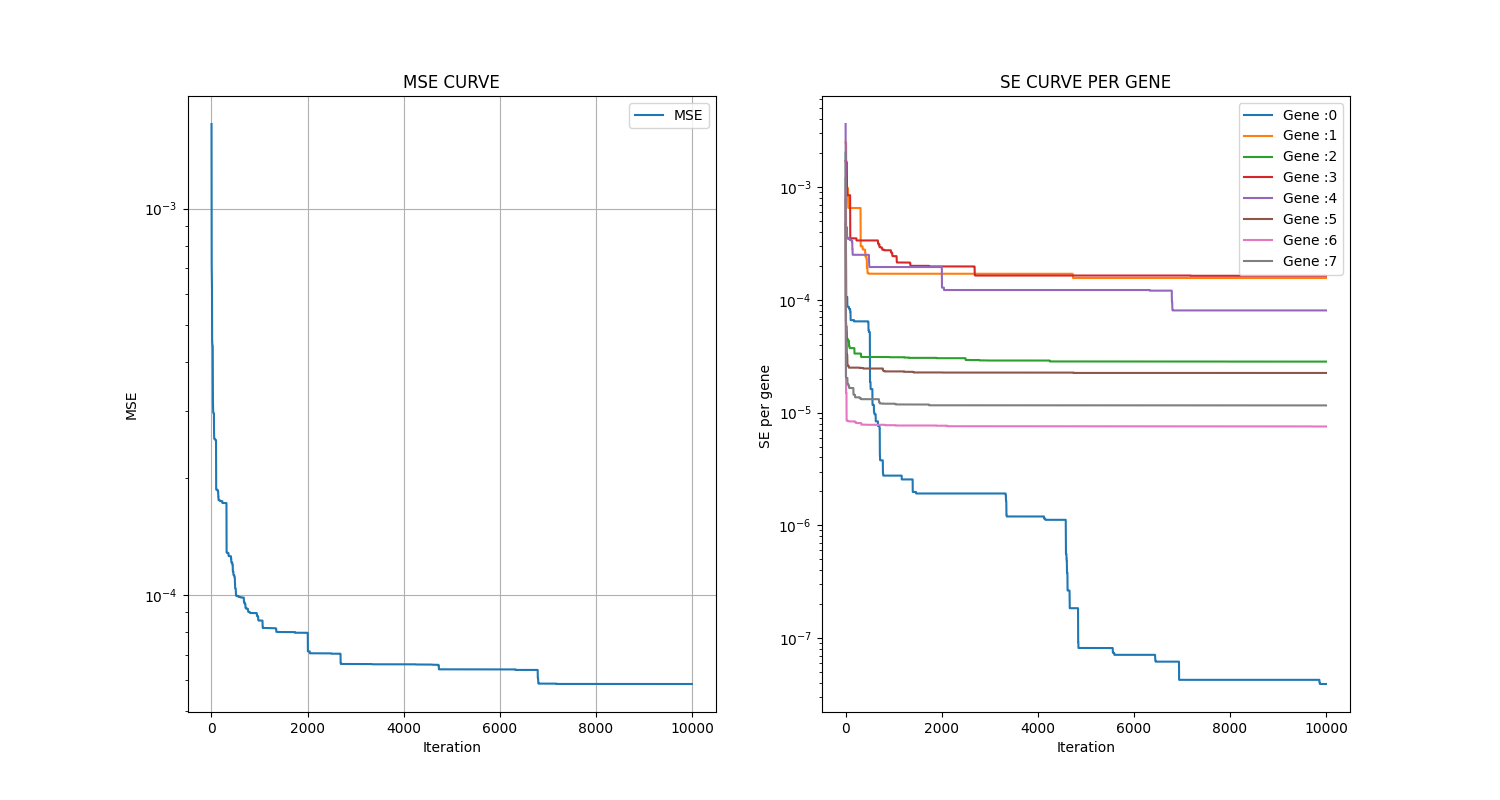 MSE CURVE
MSE
10⁻³
10⁻⁴
MSE
0 2000 4000 6000 8000 10000
Iteration
SE CURVE PER GENE
Gene :0
Gene :1
Gene :2
Gene :3
Gene :4
Gene :5
Gene :6
Gene :7
10⁻³
10⁻⁴
10⁻⁵
10⁻⁶
10⁻⁷
SE per gene
0 2000 4000 6000 8000 10000
Iteration